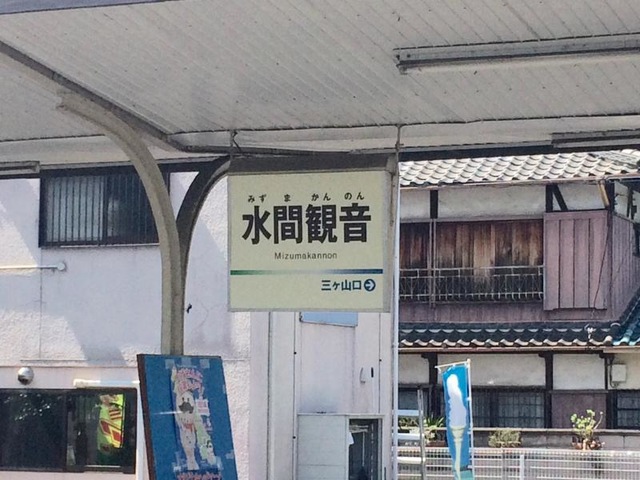 みずまかんのん
水間観音
Mizumakannon
三ヶ山口